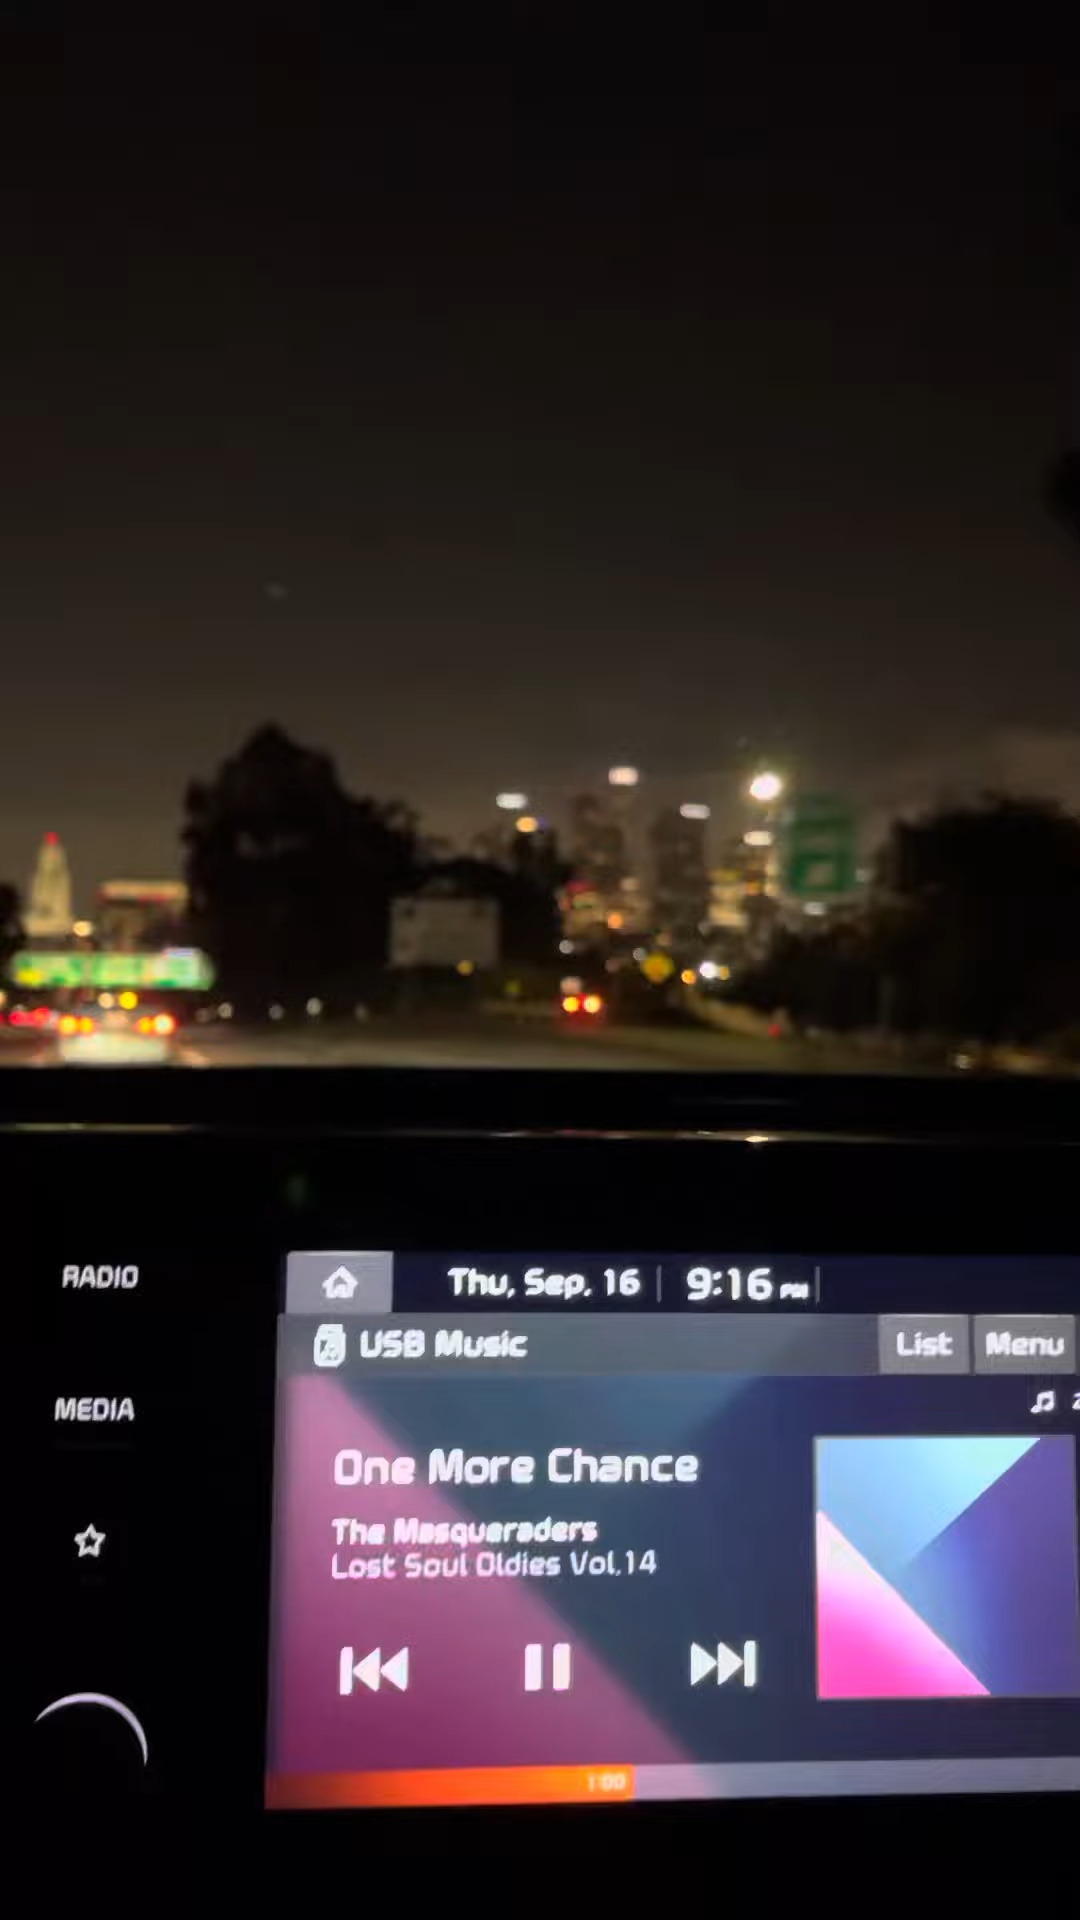 RADIO
Thu, Sep. 16 9:16 PM
USB Music
List
Menu
MEDIA
One More Chance
The Masqueraders
Lost Soul Oldies Vol.14
1:00